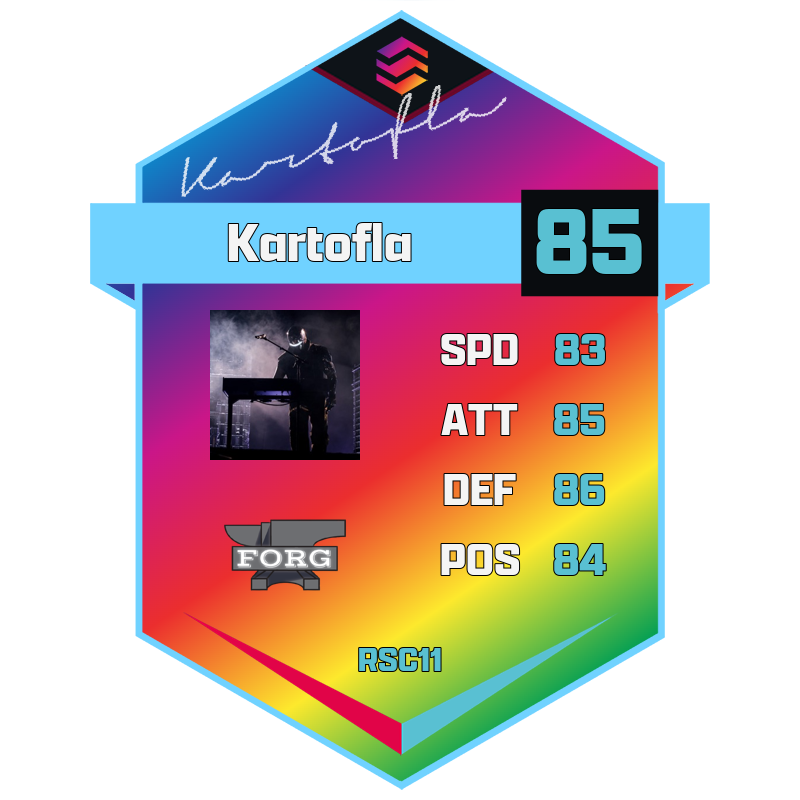 Kartofla
Kartofla
85
SPD 83
ATT 85
DEF 86
POS 84
FORG
RSC11